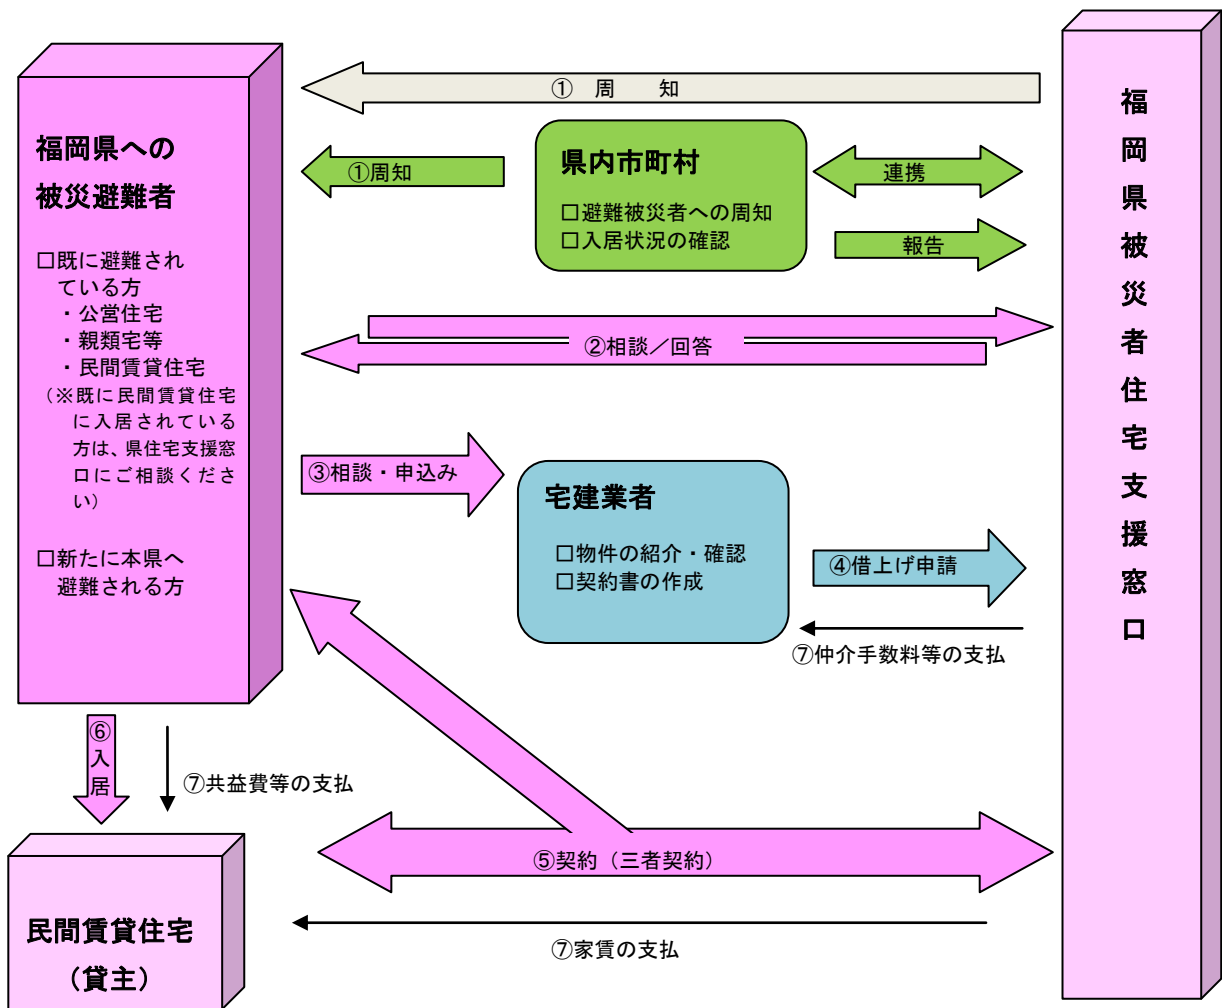 ① 周 知
福岡県への
被災避難者
□既に避難され
ている方
・公営住宅
・親類宅等
・民間賃貸住宅
（※既に民間賃貸住宅
に入居されている
方は、県住宅支援窓
口にご相談くださ
い）
□新たに本県へ
避難される方
①周知
県内市町村
□避難被災者への周知
□入居状況の確認
連携
報告
②相談／回答
③相談・申込み
宅建業者
□物件の紹介・確認
□契約書の作成
④借上げ申請
⑦仲介手数料等の支払
福岡県被災者住宅支援窓口
⑥入居
⑦共益費等の支払
⑤契約（三者契約）
民間賃貸住宅
（貸主）
⑦家賃の支払